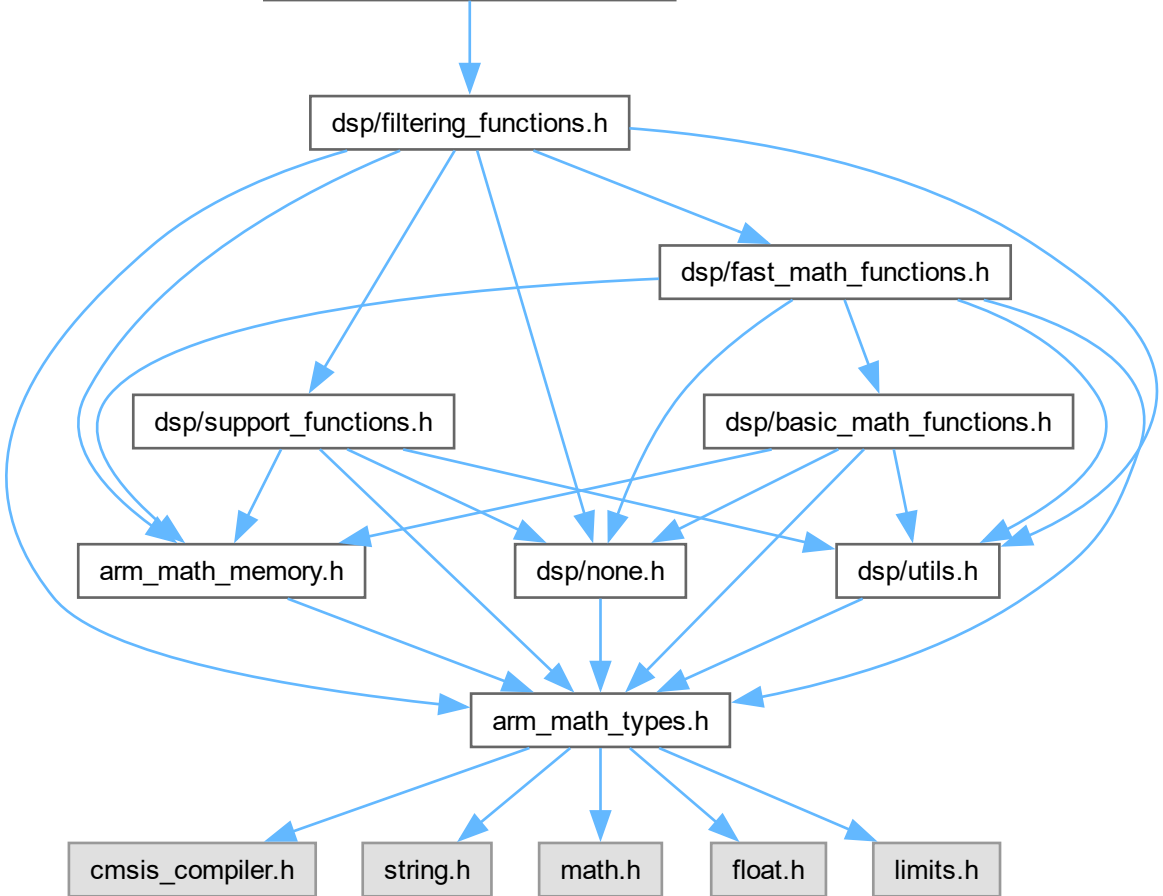 dsp/filtering_functions.h
dsp/fast_math_functions.h
dsp/support_functions.h
dsp/basic_math_functions.h
arm_math_memory.h
dsp/none.h
dsp/utils.h
arm_math_types.h
cmsis_compiler.h
string.h
math.h
float.h
limits.h